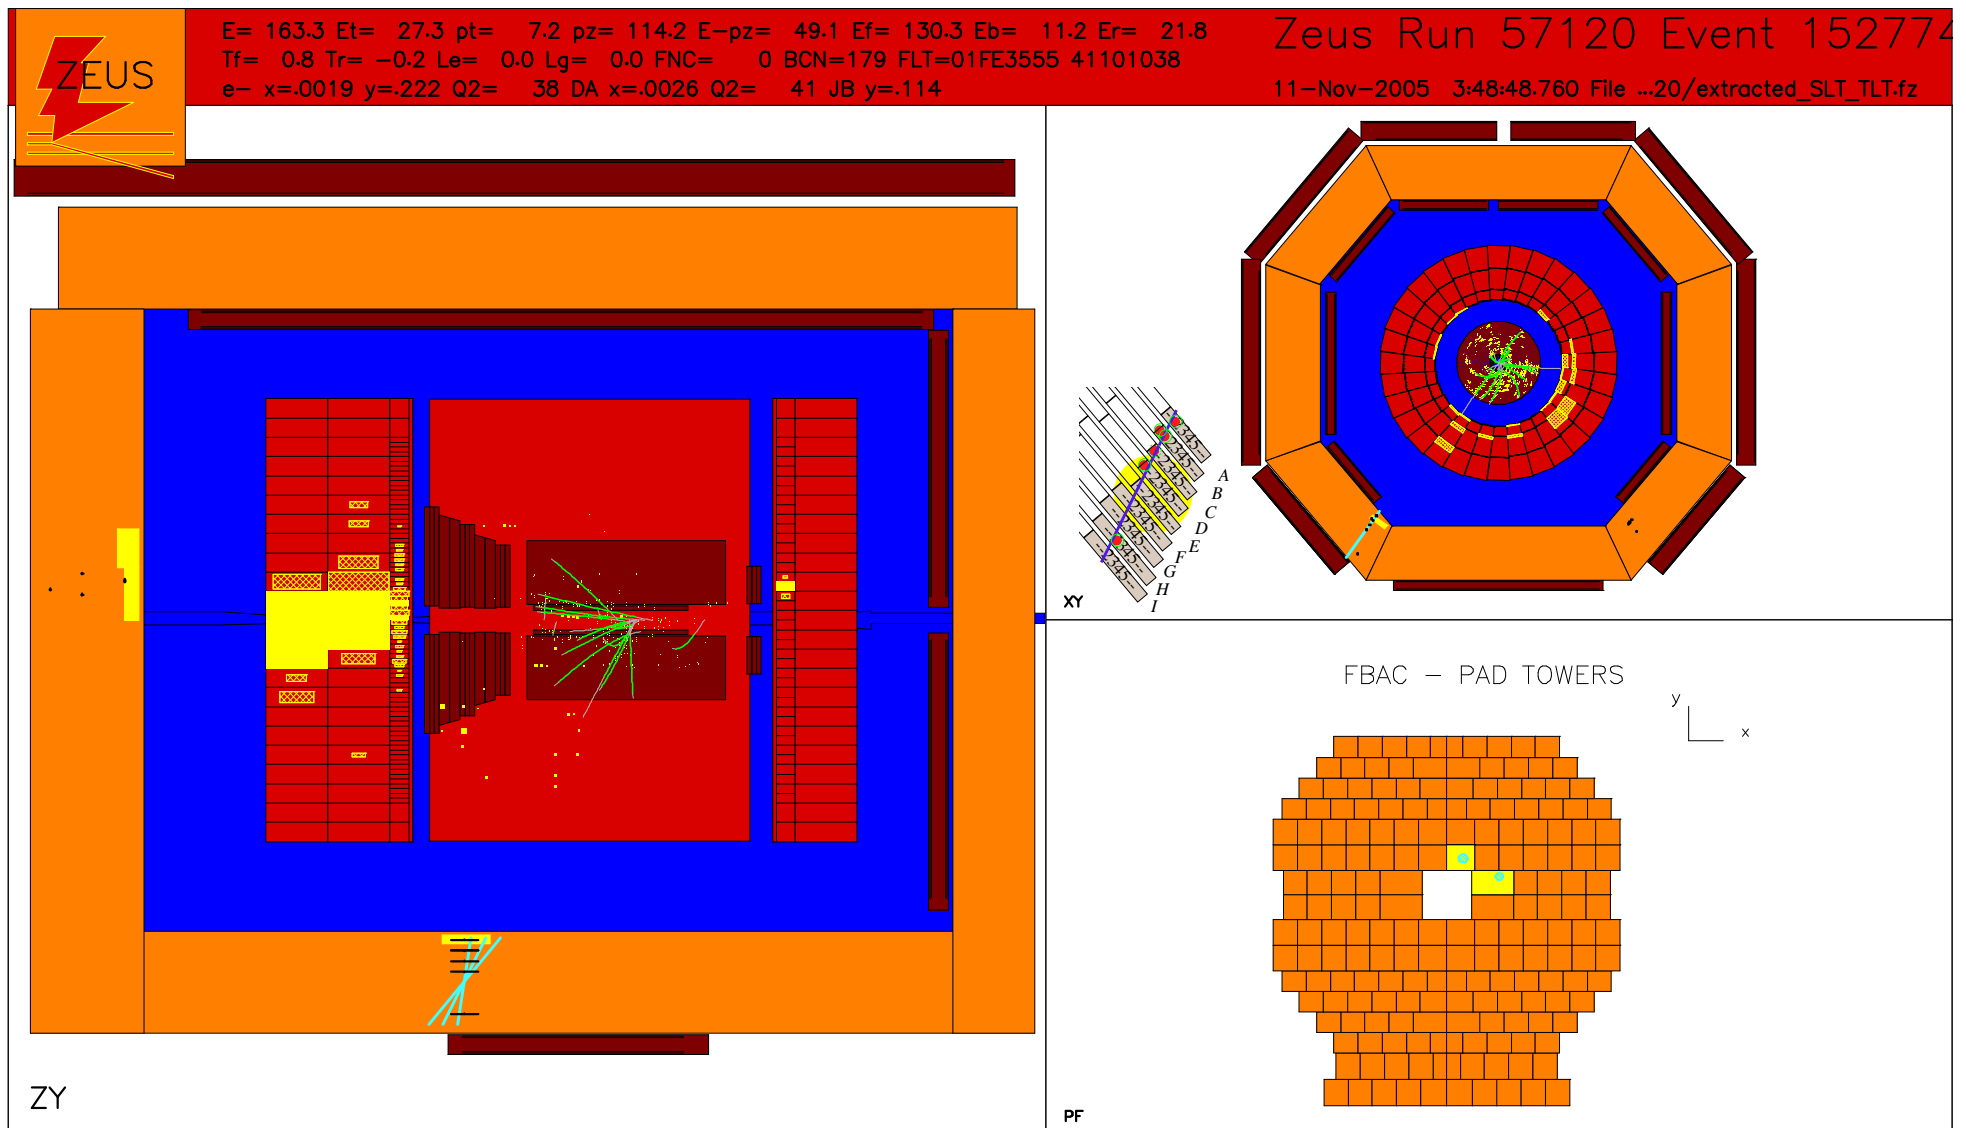 ZEUS
E= 163.3 Et= 27.3 pt= 7.2 pz= 114.2 E-pz= 49.1 Ef= 130.3 Eb= 11.2 Er= 21.8
Tf= 0.8 Tr= -0.2 Le= 0.0 Lg= 0.0 FNC= 0 BCN=179 FLT=01FE3555 41101038
e- x=.0019 y=.222 Q2= 38 DA x=.0026 Q2= 41 JB y=.114
Zeus Run 57120 Event 152774
11-Nov-2005 3:48:48.760 File ...20/extracted_SLT_TLT.fz
A
B
C
D
E
F
G
H
I
XY
FBAC - PAD TOWERS
y
x
ZY
PF